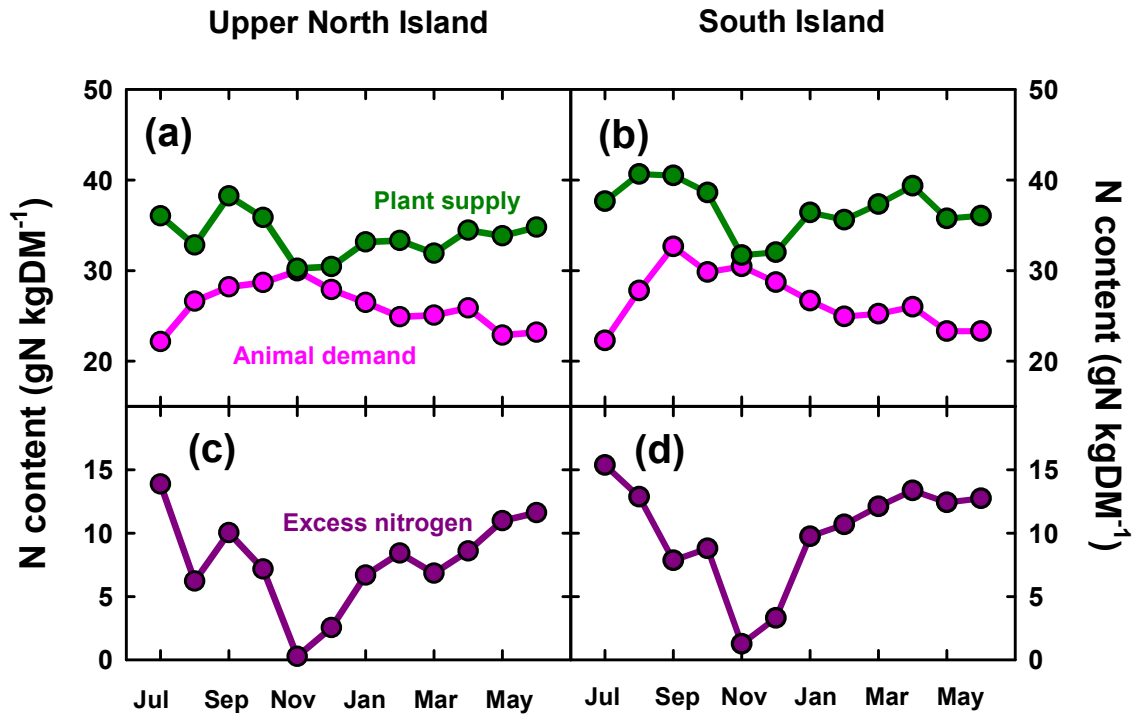 Upper North Island
South Island
50
40
30
20
(a)
Plant supply
Animal demand
(b)
50
40
30
20
N content (gN kgDM⁻¹)
N content (gN kgDM⁻¹)
15
10
5
0
(c)
Excess nitrogen
(d)
15
10
5
0
Jul Sep Nov Jan Mar May
Jul Sep Nov Jan Mar May